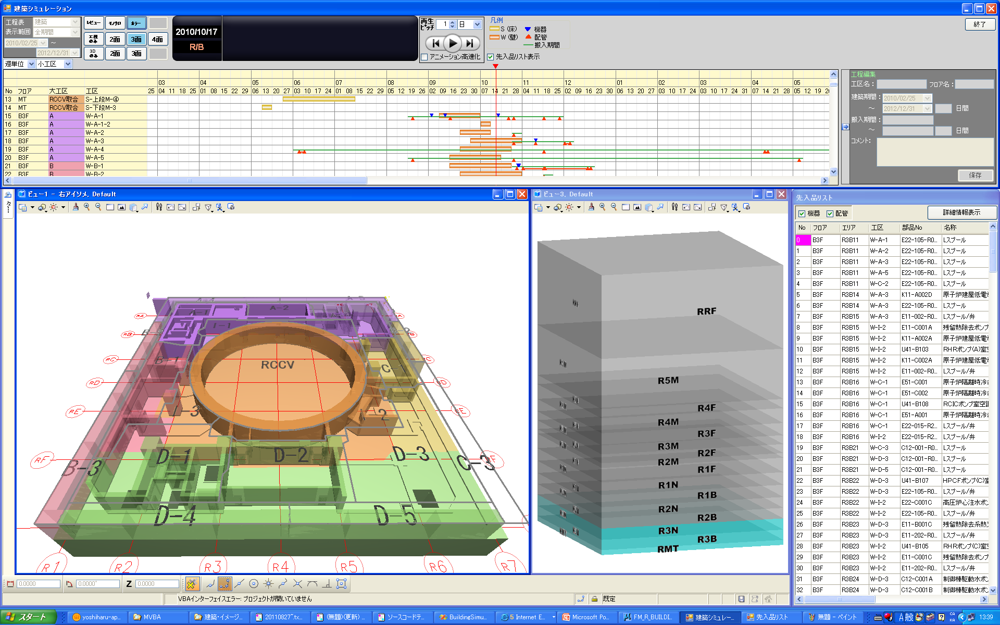 建築シミュレーション
工程表 建築
表示範囲 全期間
2010/02/25 ～
2012/12/31
週単位 小工区
レビュー モノクロ カラー
工程のみ 2面 3面 4面
3Dのみ 2面 3面
2010/10/17
R/B
再生ピッチ 1 日
アニメーション高速化
凡例
S (床) 機器
W (壁) 配管
搬入期間
先入品リスト表示
終了
03 04 05 06 07 08 09 10 11 12 01 02 03 04 05
No フロア 大工区 工区 25 04 11 18 25 01 08 15 22 29 06 13 20 27 03 10 17 24 01 08 15 22 29 05 12 19 26 02 09 16 23 30 07 14 21 28 04 11 18 25 02 09 16 23 30 06 13 20 27 03 10 17 24 03 10 17 24 31 07 14 21 28 05 12 19 26
13 MT RCCV取合 S-上段M-④
14 MT RCCV取合 S-下段M-3
15 B3F A W-A-1
16 B3F A W-A-1-2
17 B3F A W-A-2
18 B3F A W-A-3
19 B3F A W-A-4
20 B3F A W-A-5
21 B3F B W-B-1
22 B3F B W-B-2
工程編集
工区名： フロア名：
建築期間： 2010/02/25
～ 2012/12/31 日間
搬入期間：
～ 日間
コメント：
保存
ビュー1 - 右アイソメ, Default
A-4 A-5
A-1 A-2
I-1
B-1
RCCV
C-1
I-3 I-2
D-1 D-2 D-3
B-3 C-3
D-4 D-5
RA
RB
RC RC
RD RD
RE RE
RF RF
R1 R2 R3 R4 R5 R6 R7
ビュー3, Default
RRF
R5M
R4F
R4M
R3F
R3M
R2F
R2M
R1F
R1N
R1B
R2N
R2B
R3N
R3B
RMT
先入品リスト
機器 配管 詳細情報表示
No フロア エリア 工区 部品No 名称
0 B3F R3B11 W-A-1 E22-105-R0... Lスプール
1 B3F R3B11 W-A-2 E22-105-R0... Lスプール
2 B3F R3B11 W-A-3 E22-105-R0... Lスプール
3 B3F R3B11 W-A-5 E22-105-R0... Lスプール
4 B3F R3B11 W-C-2 E22-105-R0... Lスプール
5 B3F R3B14 W-A-3 K11-A002D 原子炉建屋低電
6 B3F R3B14 W-A-3 E22-105-R0... Lスプール
7 B3F R3B15 W-A-3 E11-002-R0... Lスプール/弁
8 B3F R3B15 W-I-2 E11-C001A 残留熱除去ポンプ
9 B3F R3B15 W-I-2 K11-A002A 原子炉建屋低電
10 B3F R3B15 W-I-2 U41-B103 RHRポンプ(A)室空
11 B3F R3B15 W-I-2 K11-C002A 原子炉建屋低電
12 B3F R3B15 W-I-2 E11-002-R0... Lスプール/弁
13 B3F R3B16 W-C-1 E51-C001 原子炉隔離時冷
14 B3F R3B16 W-C-1 E51-C002 原子炉隔離時冷
15 B3F R3B16 W-C-1 U41-B108 RCICポンプ室空調
16 B3F R3B16 W-C-1 E51-A001 原子炉隔離時冷
17 B3F R3B16 W-C-1 E22-015-R2... Lスプール/弁
18 B3F R3B16 W-I-2 E22-015-R2... Lスプール/弁
19 B3F R3B21 W-C-3 C12-001-R0... Lスプール
20 B3F R3B21 W-D-3 C12-001-R0... Lスプール
21 B3F R3B21 W-D-5 C12-001-R0... Lスプール
22 B3F R3B22 W-D-3 U41-B107 HPCFポンプ(C)室
23 B3F R3B22 W-D-3 E22-105-R0... Lスプール/弁
24 B3F R3B22 W-I-2 E22-C001C 高圧炉心注水ポン
25 B3F R3B22 W-I-2 E22-105-R0... Lスプール/弁
26 B3F R3B23 W-D-3 E11-B001C 残留熱除去系熱
27 B3F R3B23 W-D-3 E11-202-R0... Lスプール/弁
28 B3F R3B23 W-I-2 U41-B105 RHRポンプ(C)室空
29 B3F R3B23 W-I-2 E11-C001C 残留熱除去ポンプ
30 B3F R3B23 W-I-2 E11-202-R0... Lスプール/弁
31 B3F R3B24 W-D-3 C12-C001A 制御棒駆動水ポン
32 B3F R3B24 W-D-3 C12-C001B 制御棒駆動水ポン
0.0000 0.0000° Z 0.0000
VBAインターフェイスエラー: プロジェクトが開いていません 既定
スタート yoshiharu-ap... MVBA 建築・イメージ... 20110827~.tx... (無題)(更新) ... ソースコードテ... BuildingSimu... 5 Internet E... Microsoft Po... FM_R_BUILDI... 建築シミュレー... 先入品リスト 無題 - ペイント A 般 CA KA 13:39